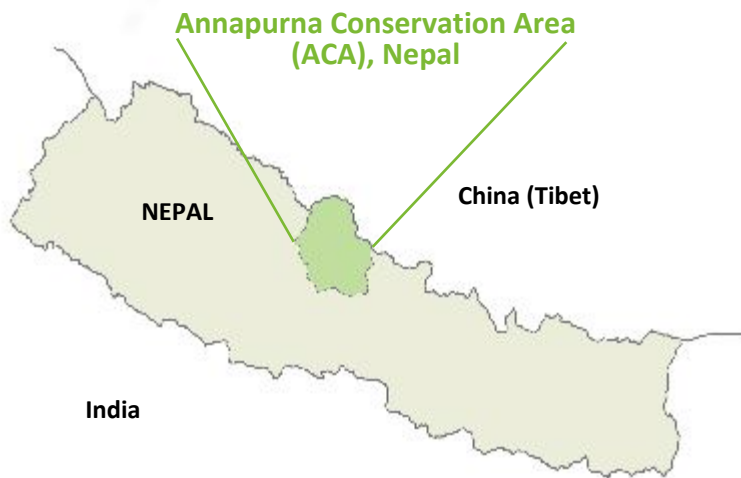 Annapurna Conservation Area
(ACA), Nepal
China (Tibet)
NEPAL
India